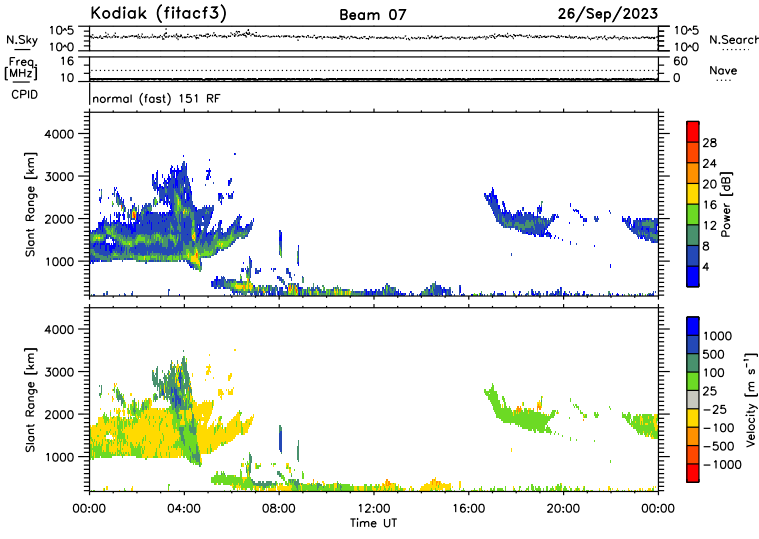 Kodiak (fitacf3)
Beam 07
26/Sep/2023
N.Sky
10^5
10^0
10^5
10^0
N.Search
Freq.
[MHz]
16
10
60
0
Nave
CPID
normal (fast) 151 RF
Slant Range [km]
4000
3000
2000
1000
28
24
20
16
12
8
4
Power [dB]
Slant Range [km]
4000
3000
2000
1000
1000
500
100
25
-25
-100
-500
-1000
Velocity [m s⁻¹]
00:00 04:00 08:00 12:00 16:00 20:00 00:00
Time UT